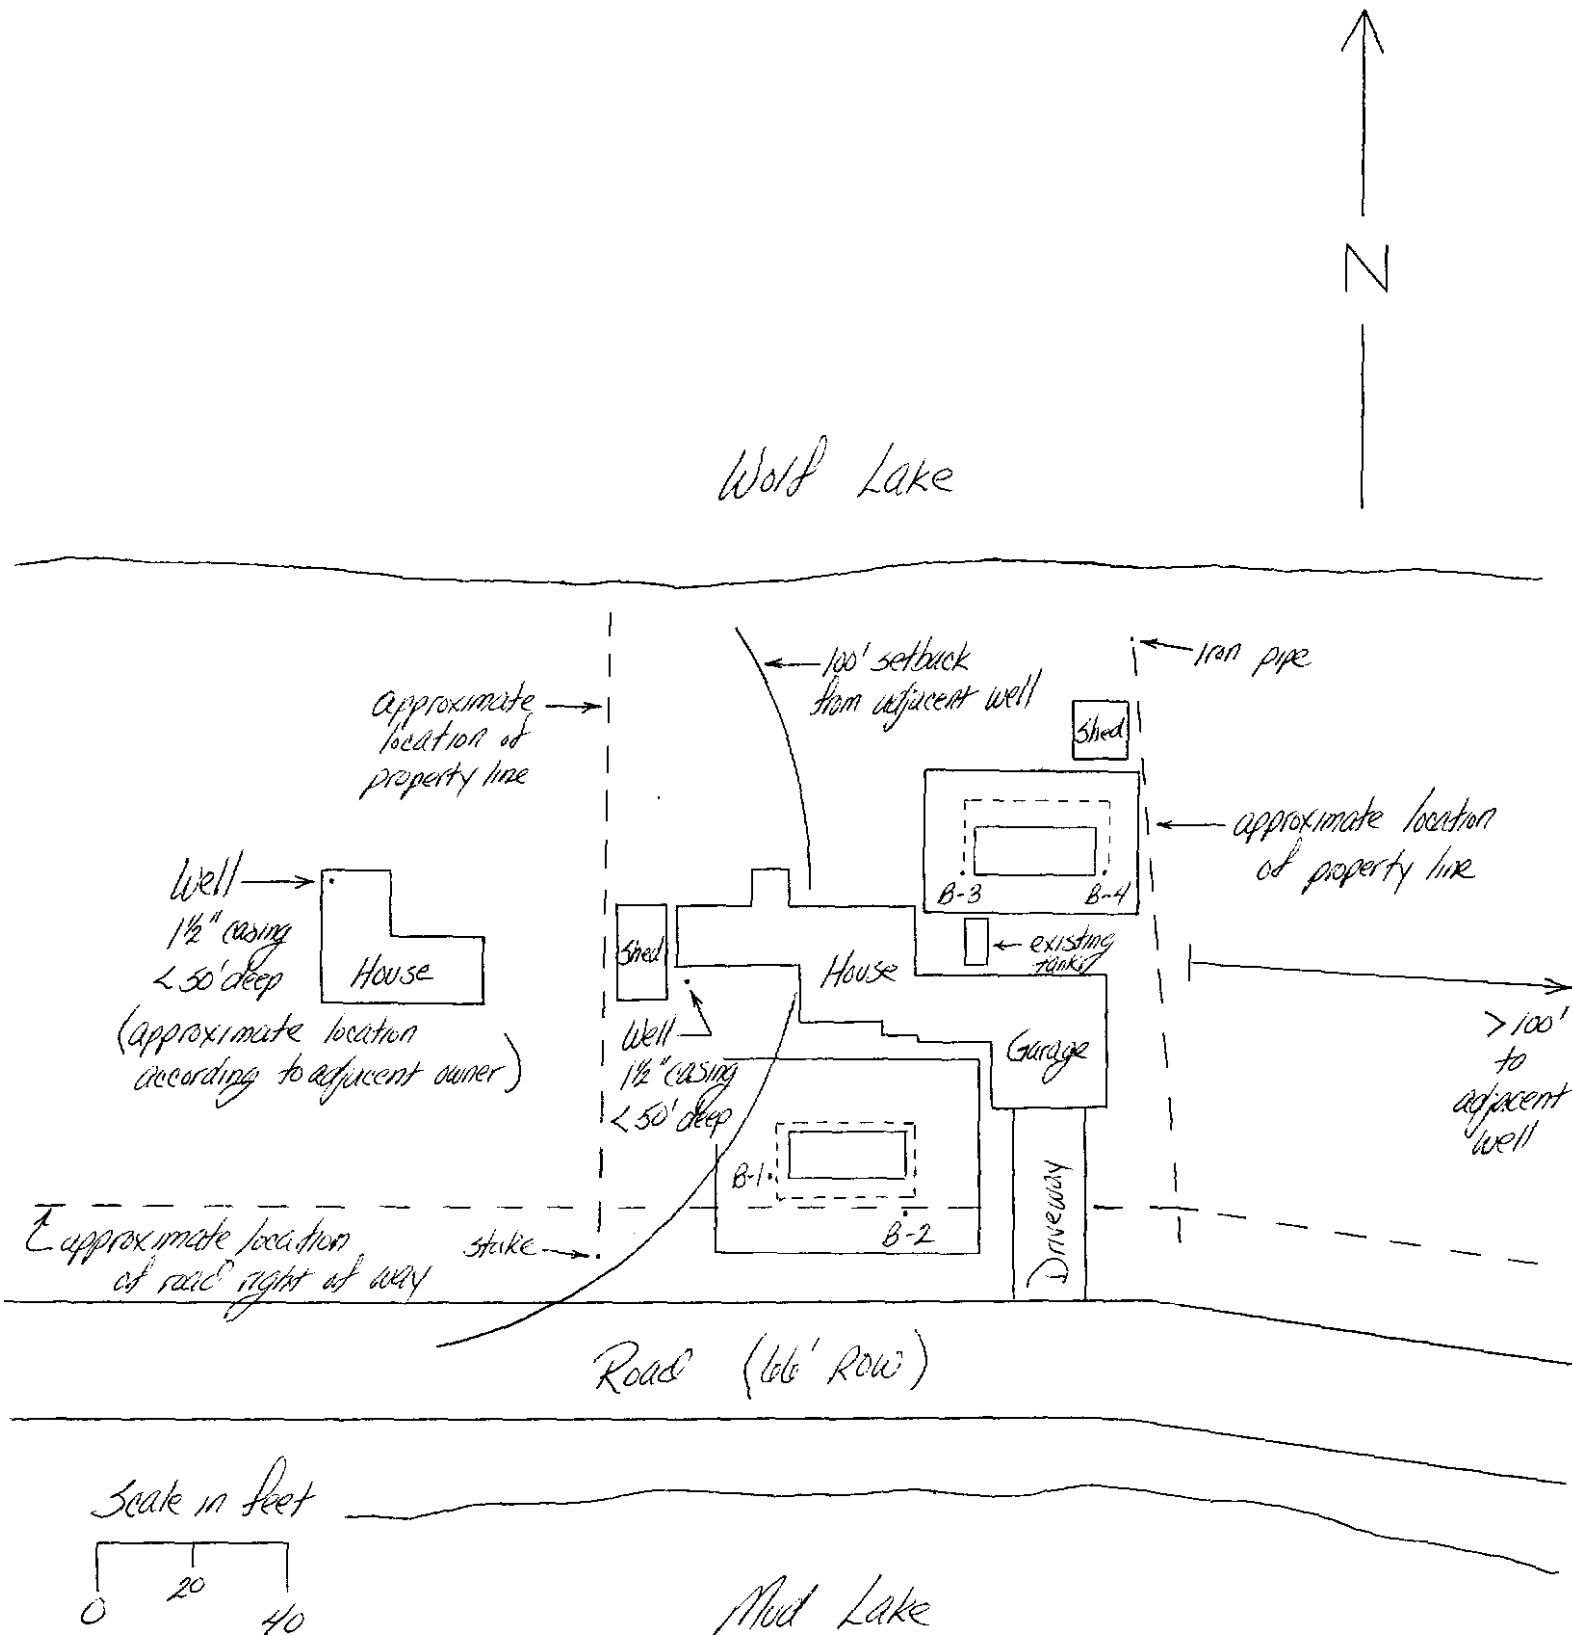 N
Wolf Lake
100' setback
from adjacent well
Iron pipe
approximate
location of
property line
Shed
approximate location
of property line
Well
1½" casing
<50' deep
(approximate location
according to adjacent owner)
House
Shed
House
B-3
B-4
existing
tank
Well
1½" casing
<50' deep
Garage
>100'
to
adjacent
well
B-1
B-2
Driveway
approximate location
of road right of way
stake
Road (66' ROW)
Scale in feet
0
20
40
Mud Lake